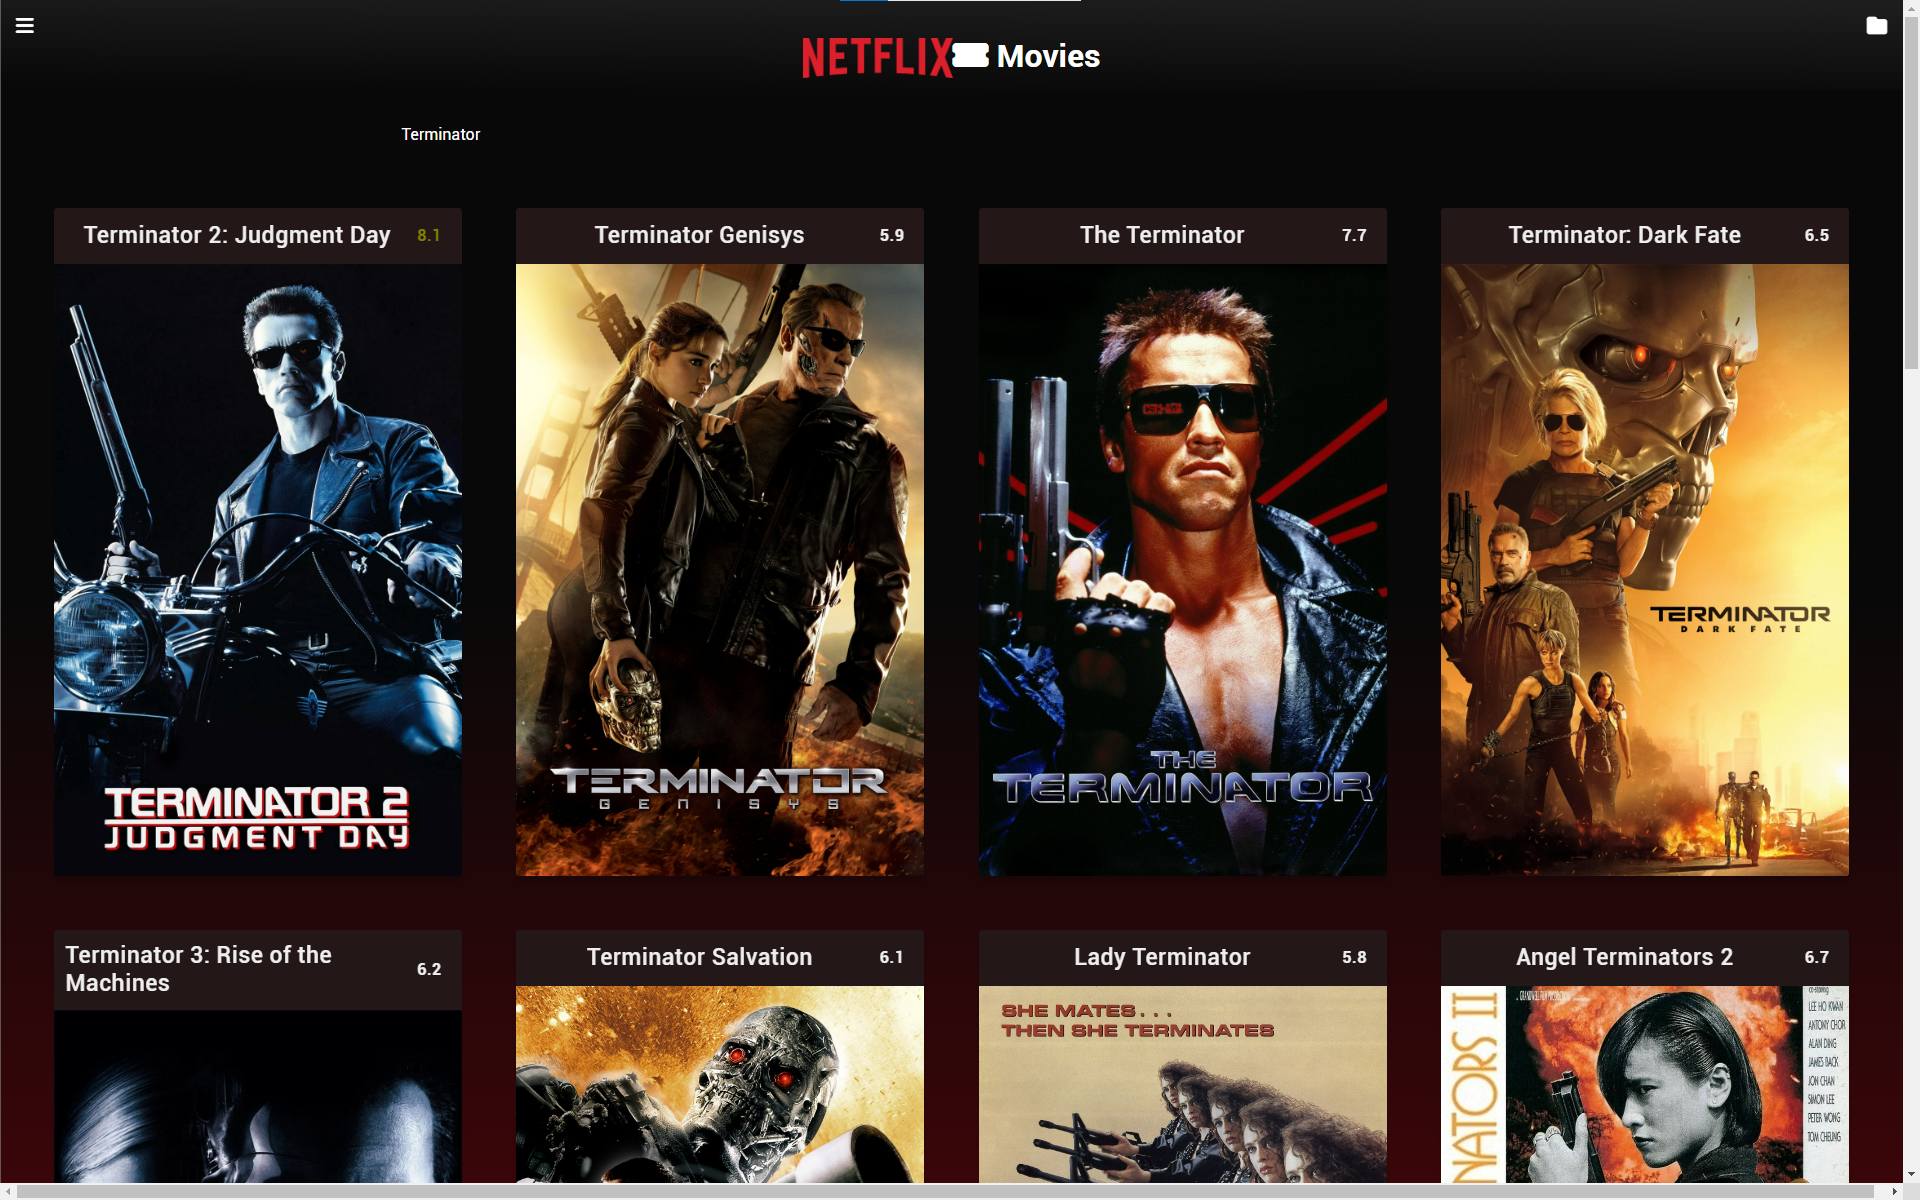 NETFLIX Movies
Terminator
Terminator 2: Judgment Day 8.1
Terminator Genisys 5.9
The Terminator 7.7
Terminator: Dark Fate 6.5
TERMINATOR 2
JUDGMENT DAY
TERMINATOR
GENISYS
THE
TERMINATOR
TERMINATOR
DARK FATE
Terminator 3: Rise of the
Machines 6.2
Terminator Salvation 6.1
Lady Terminator 5.8
Angel Terminators 2 6.7
SHE MATES...
THEN SHE TERMINATES
NATORS II
co-starring
LEE HO KWAN
ANTONY CHOR
ALAN DING
JAMES BACK
JON CHAN
SIMON LEE
PETER WONG
TOM CHEUNG